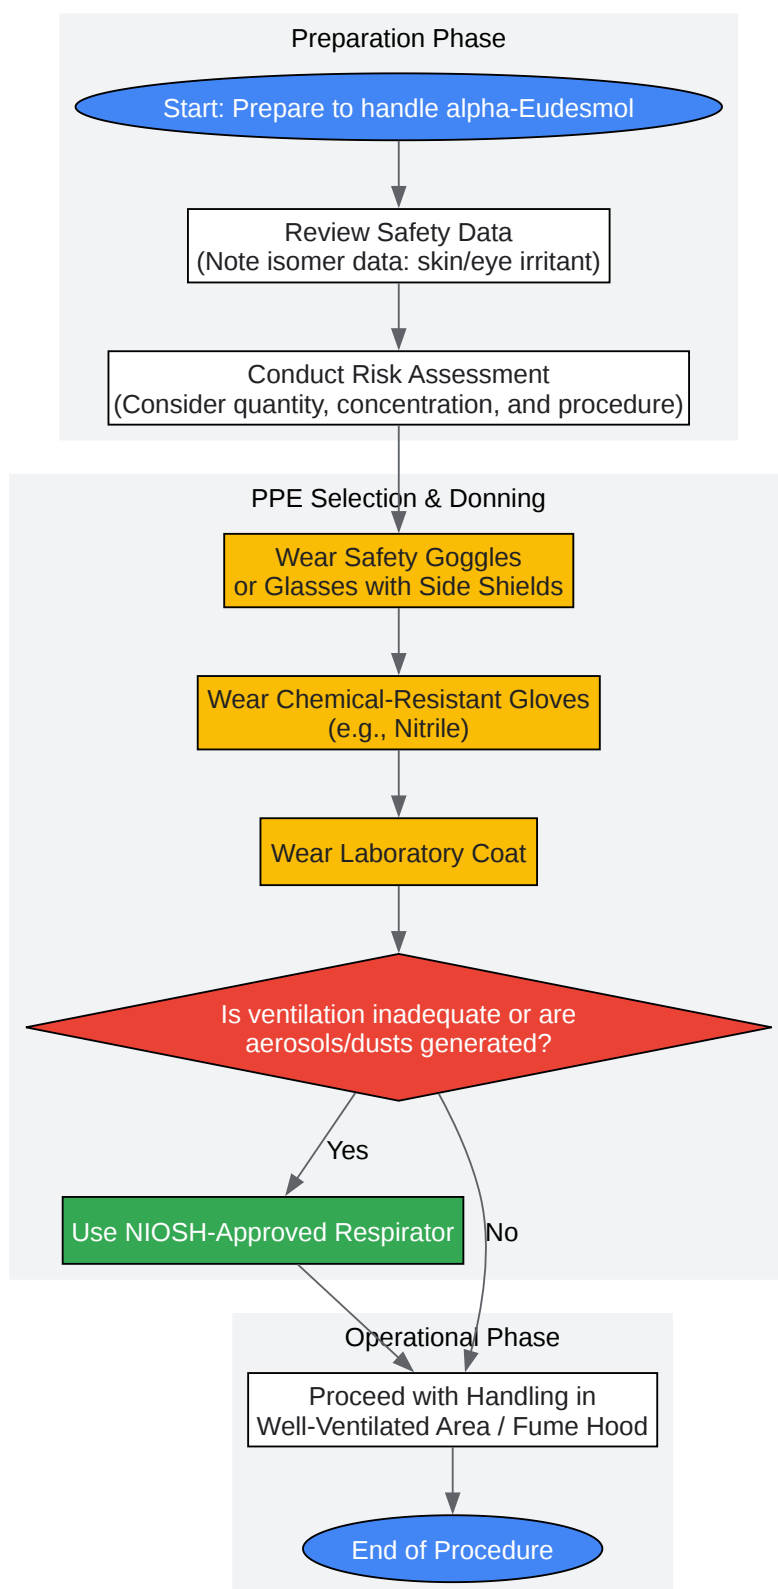 Preparation Phase
Start: Prepare to handle alpha-Eudesmol
Review Safety Data
(Note isomer data: skin/eye irritant)
Conduct Risk Assessment
(Consider quantity, concentration, and procedure)
PPE Selection & Donning
Wear Safety Goggles
or Glasses with Side Shields
Wear Chemical-Resistant Gloves
(e.g., Nitrile)
Wear Laboratory Coat
Is ventilation inadequate or are
aerosols/dusts generated?
Yes
Use NIOSH-Approved Respirator
No
Operational Phase
Proceed with Handling in
Well-Ventilated Area / Fume Hood
End of Procedure